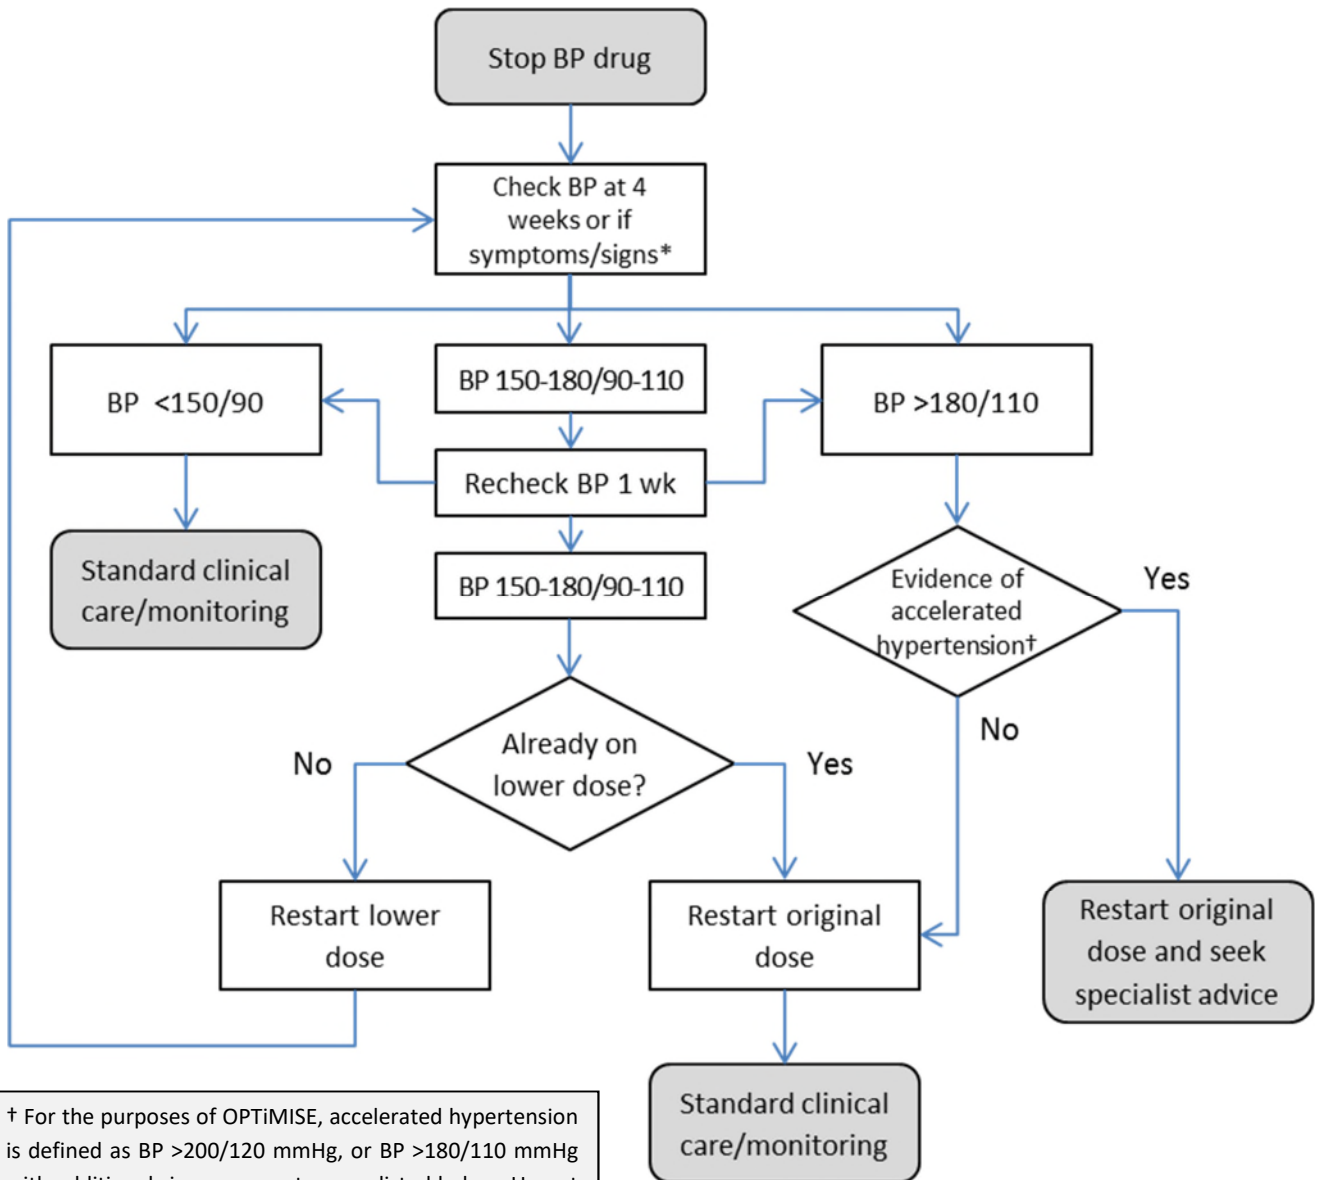 Stop BP drug
Check BP at 4
weeks or if
symptoms/signs*
BP <150/90
BP 150-180/90-110
BP >180/110
Recheck BP 1 wk
Standard clinical
care/monitoring
BP 150-180/90-110
Evidence of
accelerated
hypertension†
Yes
No
Already on
lower dose?
No
Yes
Restart lower
dose
Restart original
dose
Restart original
dose and seek
specialist advice
Standard clinical
care/monitoring
† For the purposes of OPTiMISE, accelerated hypertension
is defined as BP >200/120 mmHg, or BP >180/110 mmHg